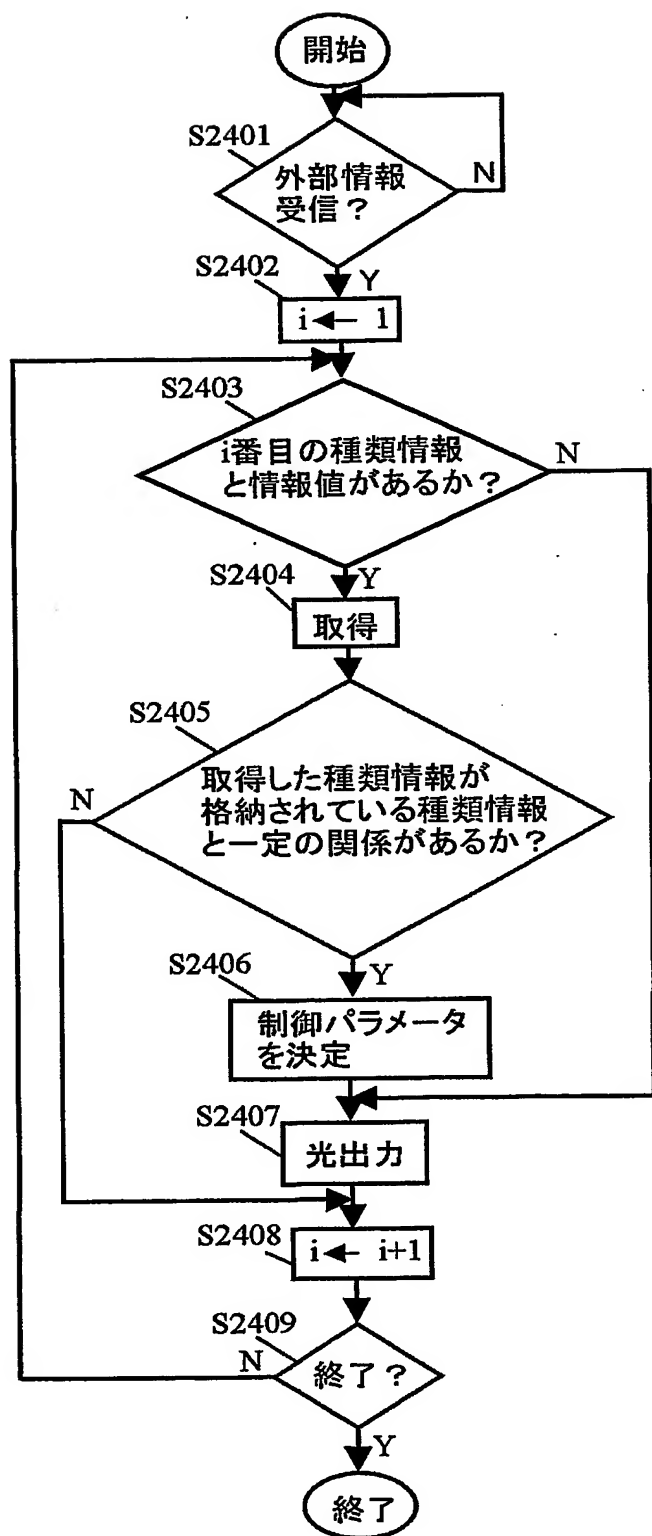 開始
S2401
外部情報
受信？
N
S2402
Y
i ← 1
S2403
i番目の種類情報
と情報値があるか？
N
S2404
Y
取得
S2405
取得した種類情報が
格納されている種類情報
と一定の関係があるか？
N
S2406
Y
制御パラメータ
を決定
S2407
光出力
S2408
i ← i+1
S2409
N
終了？
Y
終了